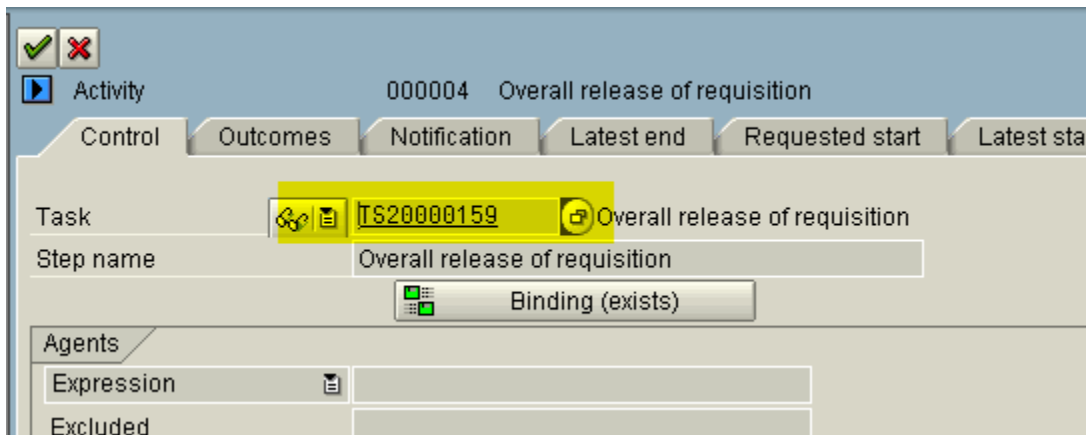 Activity 000004 Overall release of requisition
Control Outcomes Notification Latest end Requested start Latest sta
Task TS20000159 Overall release of requisition
Step name Overall release of requisition
Binding (exists)
Agents
Expression
Excluded